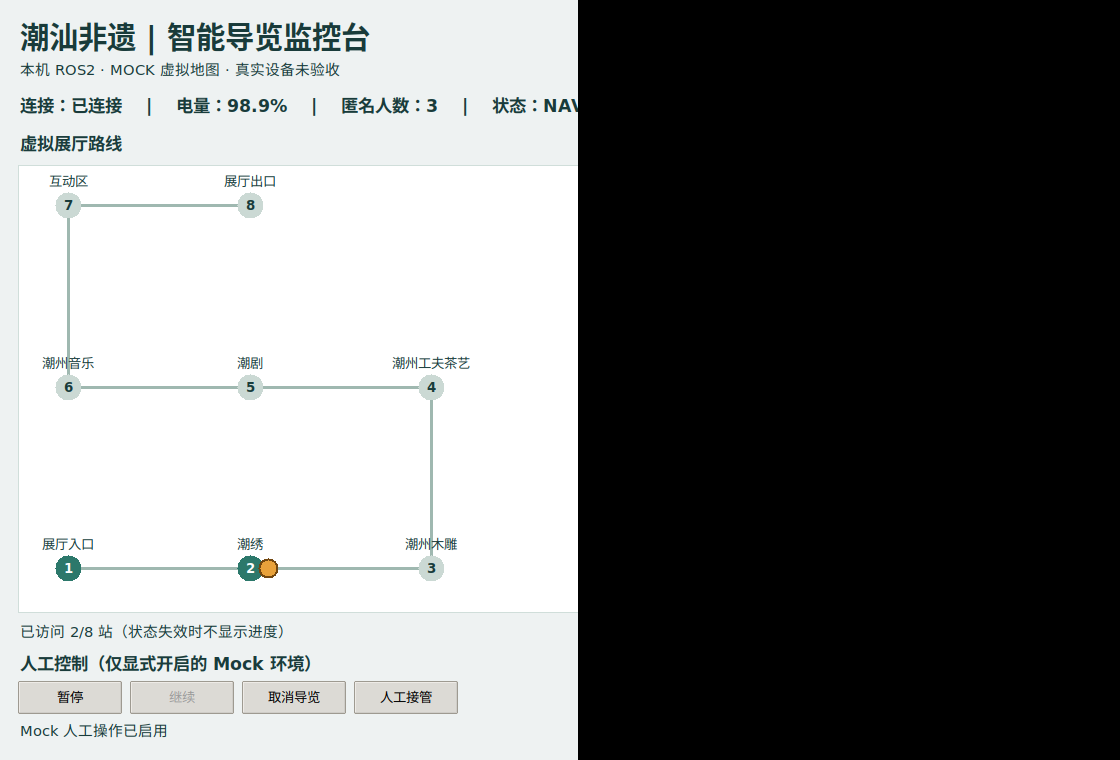 潮汕非遗 | 智能导览监控台
本机 ROS2 · MOCK 虚拟地图 · 真实设备未验收
连接：已连接 | 电量：98.9% | 匿名人数：3 | 状态：NAV
虚拟展厅路线
互动区 展厅出口
7 8
潮州音乐 潮剧 潮州工夫茶艺
6 5 4
展厅入口 潮绣 潮州木雕
1 2 3
已访问 2/8 站（状态失效时不显示进度）
人工控制（仅显式开启的 Mock 环境）
暂停 继续 取消导览 人工接管
Mock 人工操作已启用